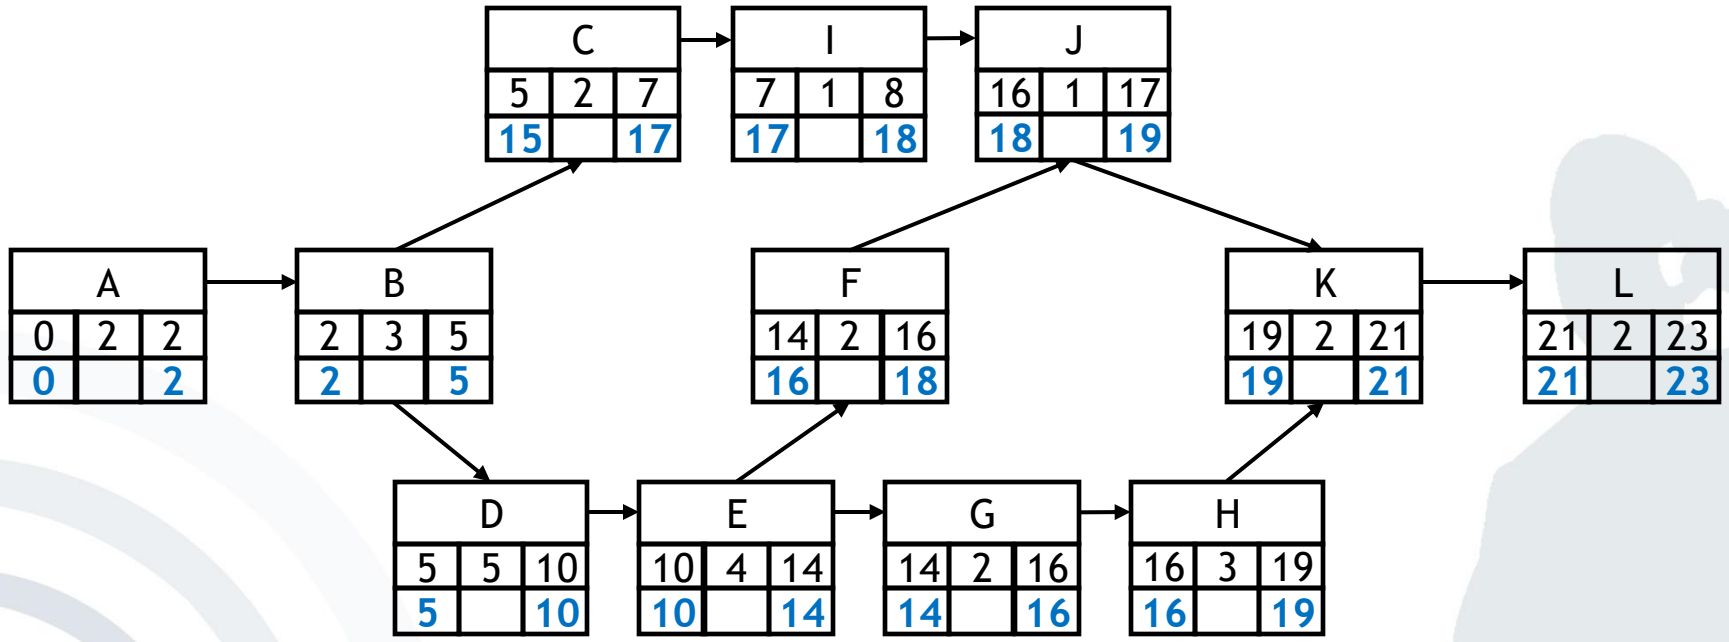 C
5 2 7
15 17
I
7 1 8
17 18
J
16 1 17
18 19
A
0 2 2
0 2
B
2 3 5
2 5
F
14 2 16
16 18
K
19 2 21
19 21
L
21 2 23
21 23
D
5 5 10
5 10
E
10 4 14
10 14
G
14 2 16
14 16
H
16 3 19
16 19